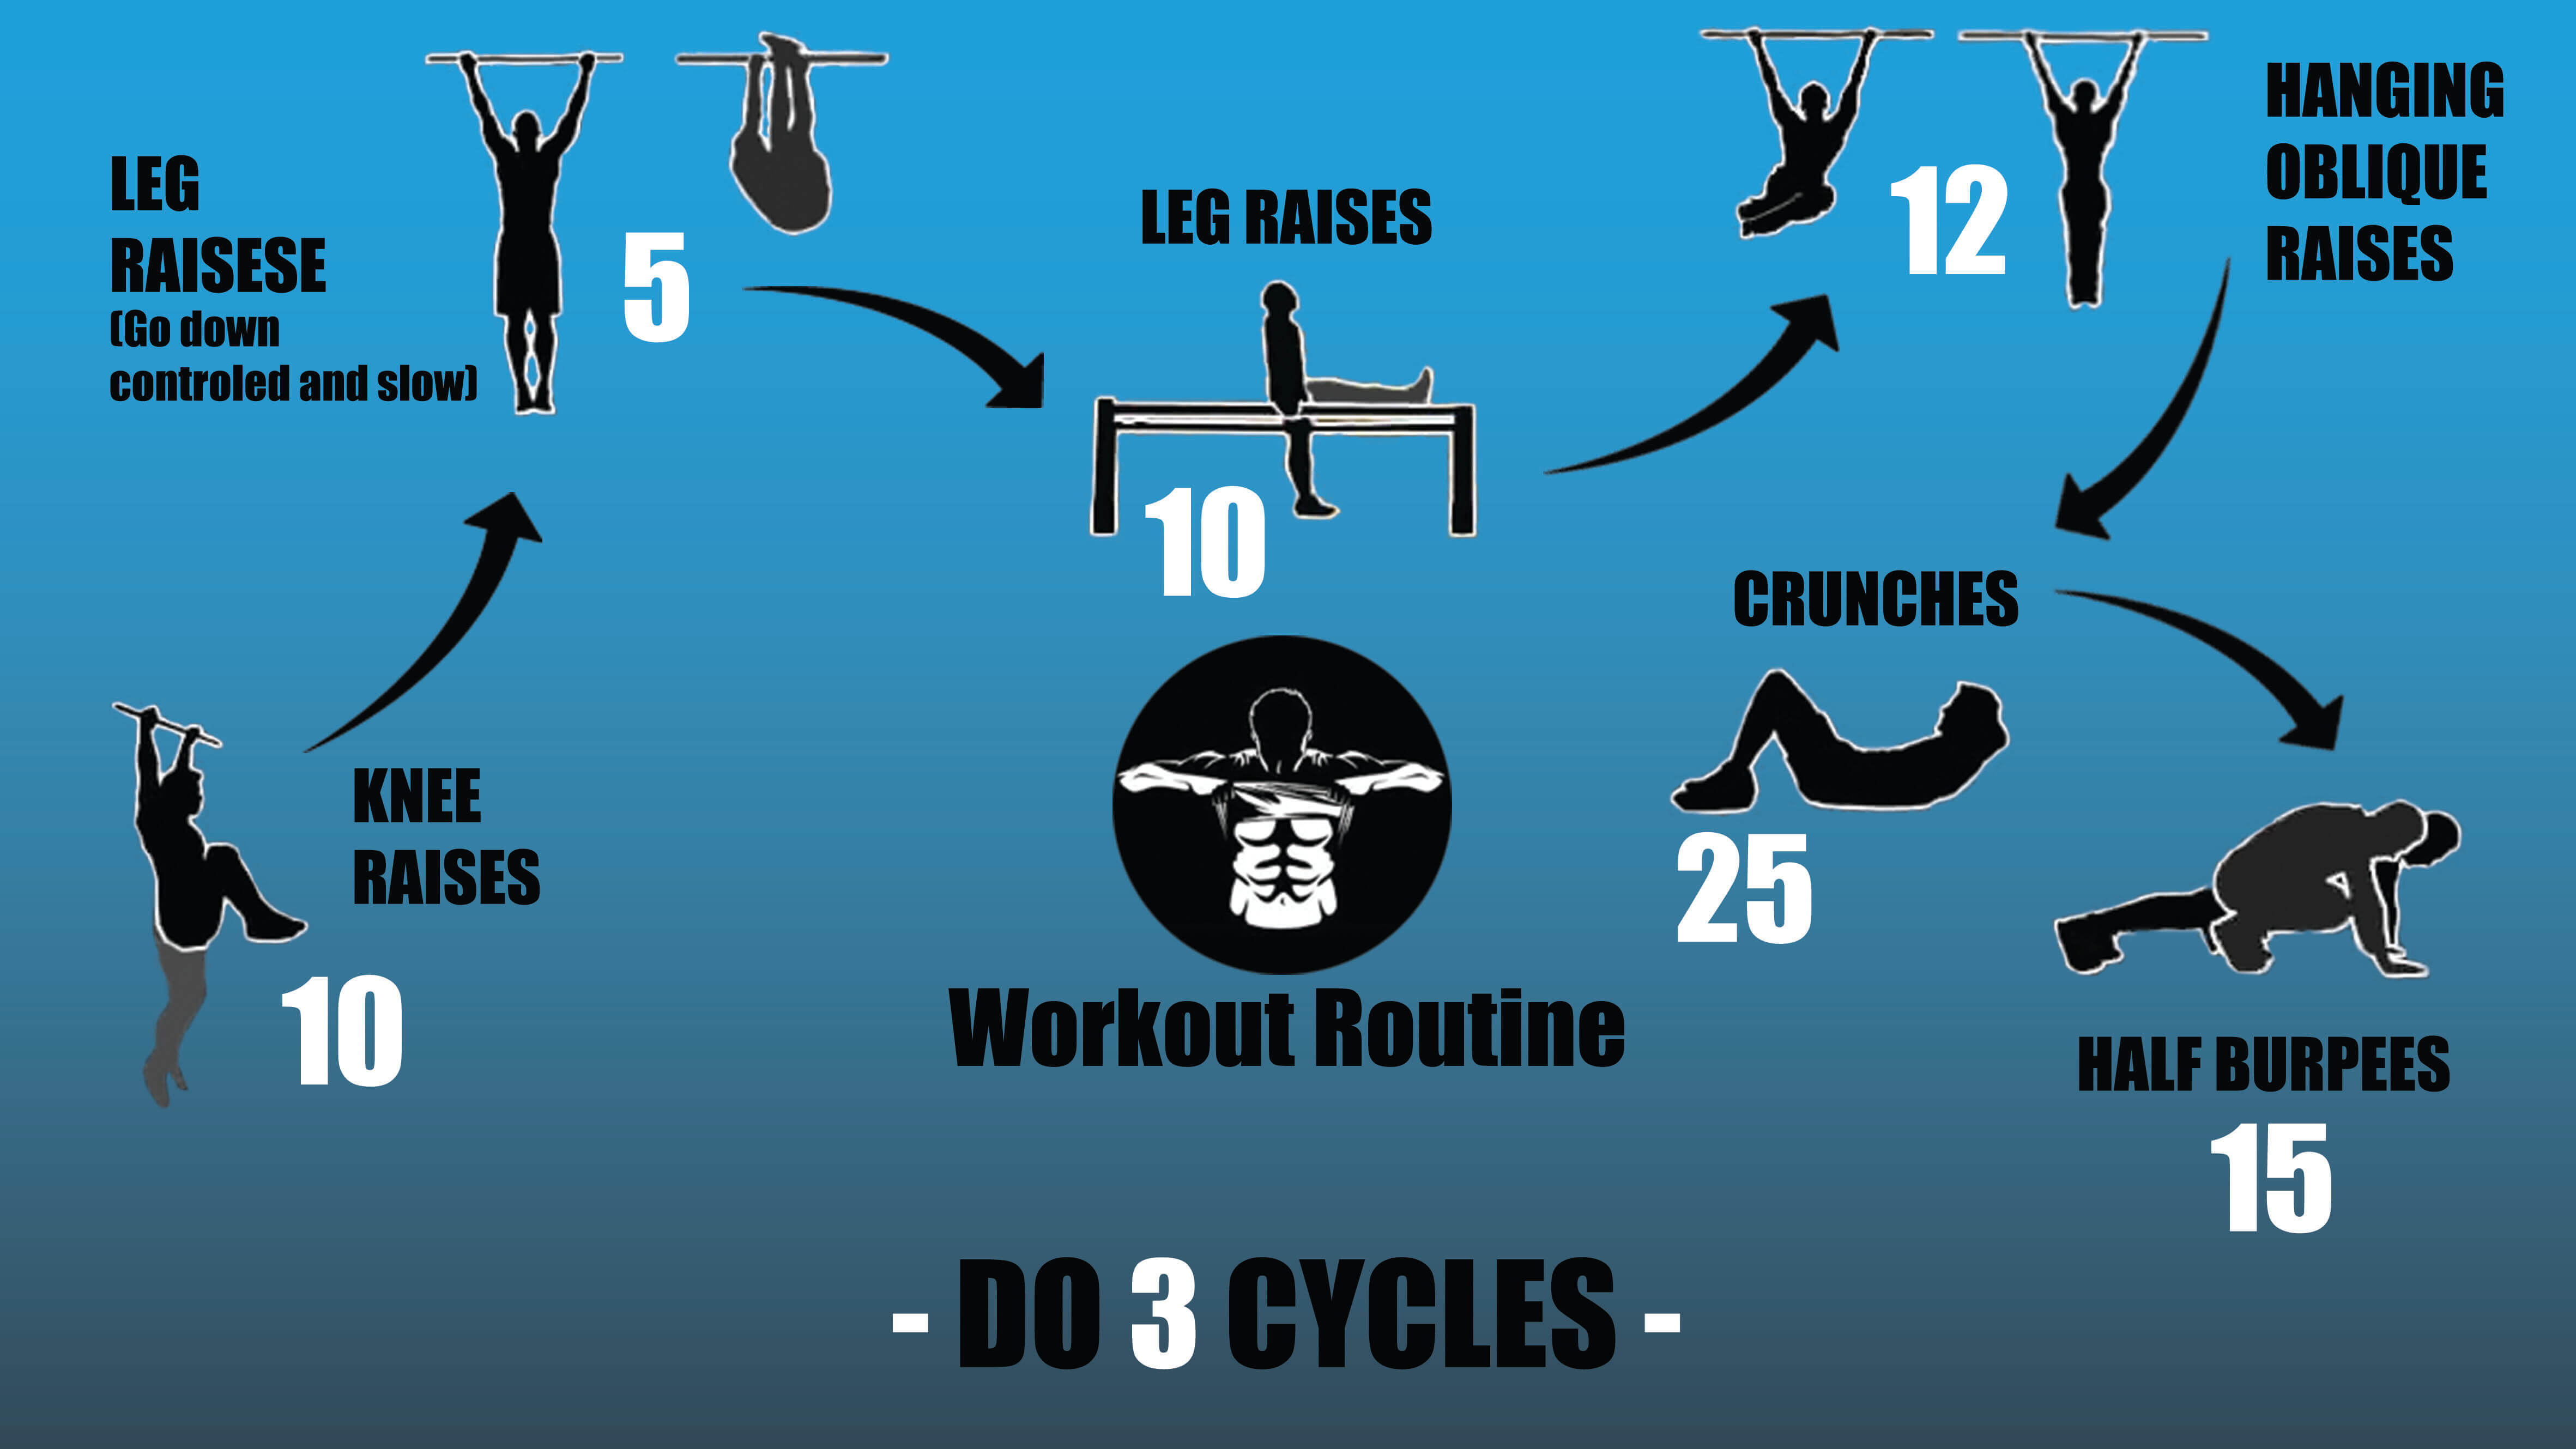 LEG
RAISESE
(Go down
controled and slow)
5
LEG RAISES
10
12
HANGING
OBLIQUE
RAISES
KNEE
RAISES
10
CRUNCHES
25
HALF BURPEES
15
Workout Routine
- DO 3 CYCLES -